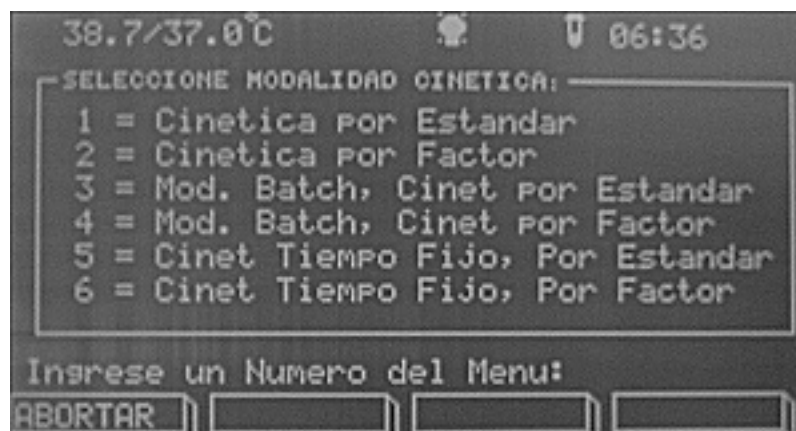 38.7/37.0°C 06:36
SELECCIONE MODALIDAD CINETICA:
1 = Cinetica por Estandar
2 = Cinetica por Factor
3 = Mod. Batch, Cinet por Estandar
4 = Mod. Batch, Cinet por Factor
5 = Cinet Tiempo Fijo, Por Estandar
6 = Cinet Tiempo Fijo, Por Factor
Ingrese un Numero del Menu:
ABORTAR